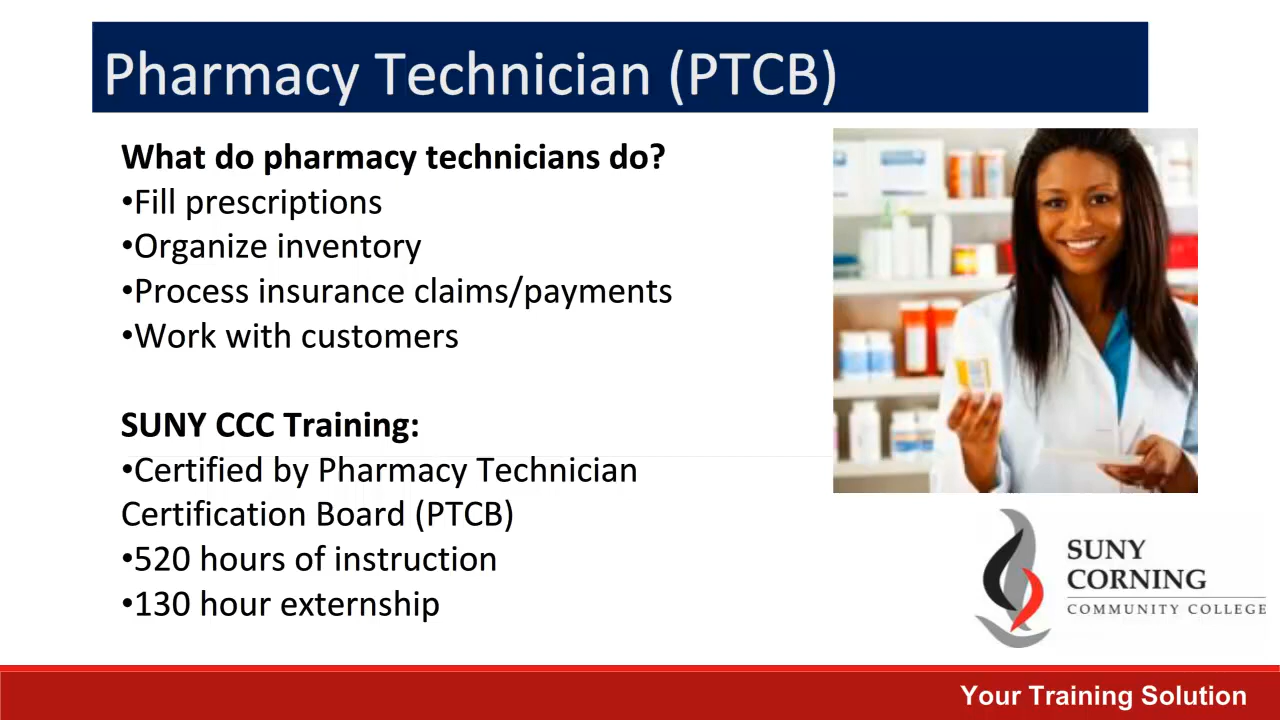 Pharmacy Technician (PTCB)
What do pharmacy technicians do?
•Fill prescriptions
•Organize inventory
•Process insurance claims/payments
•Work with customers
SUNY CCC Training:
•Certified by Pharmacy Technician
Certification Board (PTCB)
•520 hours of instruction
•130 hour externship
SUNY
CORNING
COMMUNITY COLLEGE
Your Training Solution